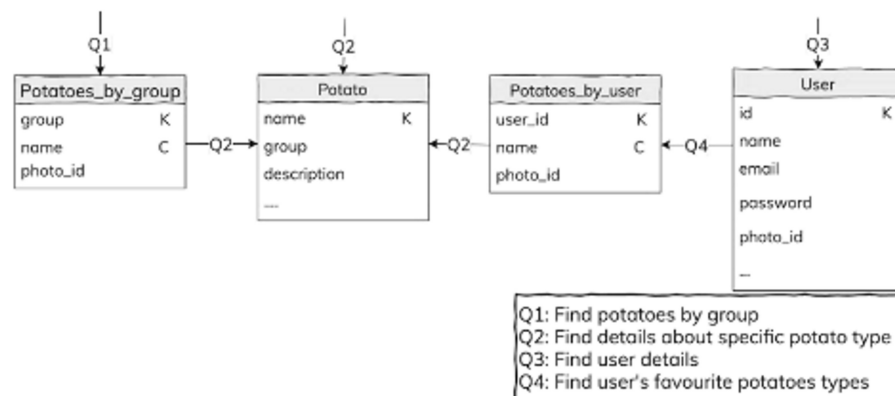 Q1
Q2
Q3
Potatoes_by_group
group K
name C
photo_id
Q2
Potato
name K
group
description
...
Q2
Potatoes_by_user
user_id K
name C
photo_id
Q4
User
id K
name
email
password
photo_id
...
Q1: Find potatoes by group
Q2: Find details about specific potato type
Q3: Find user details
Q4: Find user's favourite potatoes types